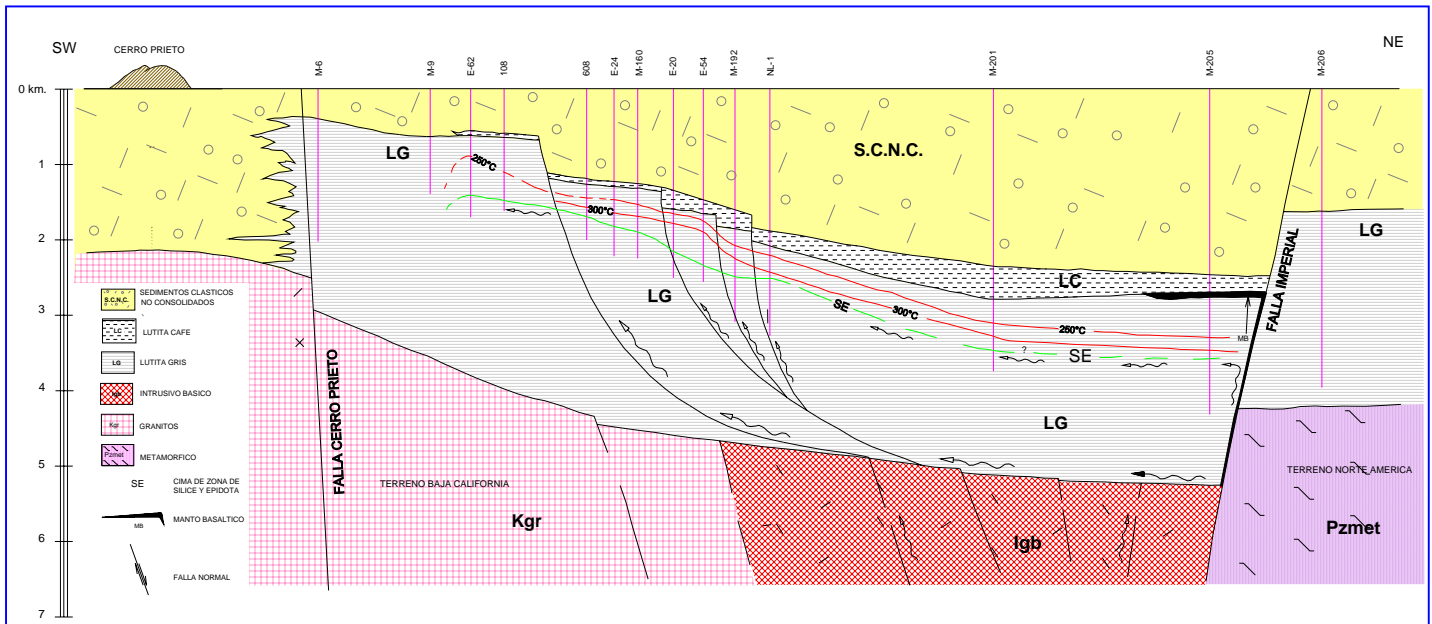 SW
CERRO PRIETO
NE
M-6
M-9
E-62
108
608
E-24
M-160
E-20
E-54
M-192
NL-1
M-201
M-205
M-206
0 km.
1
2
3
4
5
6
7
LG
250°C
300°C
S.C.N.C.
LG
LC
LG
SE
300°C
250°C
MB
?
SE
LG
FALLA IMPERIAL
FALLA CERRO PRIETO
TERRENO BAJA CALIFORNIA
Kgr
Igb
TERRENO NORTE AMERICA
Pzmet
S.C.N.C.
SEDIMENTOS CLASTICOS
NO CONSOLIDADOS
LC
LUTITA CAFE
LG
LUTITA GRIS
Igb
INTRUSIVO BASICO
Kgr
GRANITOS
Pzmet
METAMORFICO
SE
CIMA DE ZONA DE
SILICE Y EPIDOTA
MB
MANTO BASALTICO
FALLA NORMAL